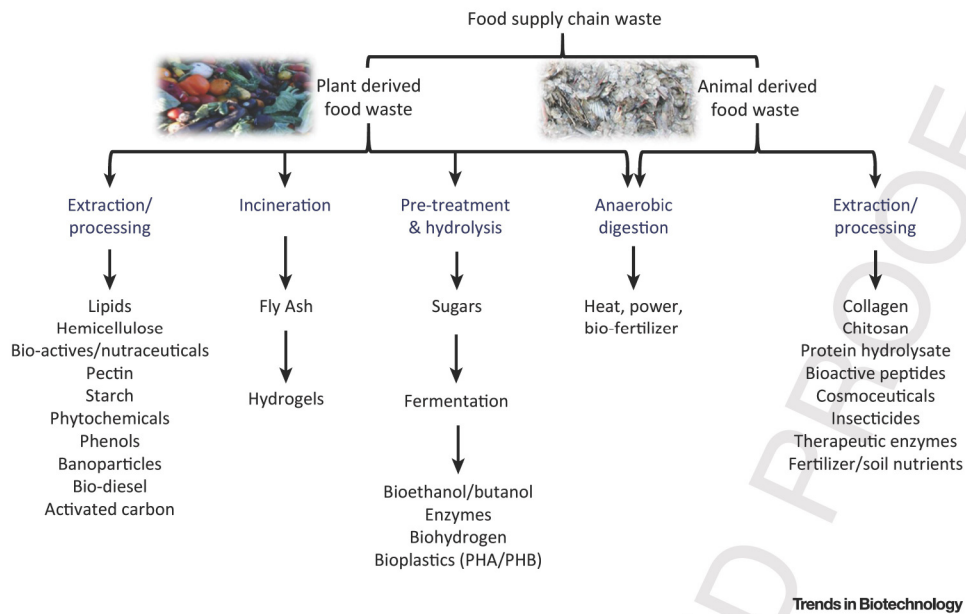 Food supply chain waste
Plant derived
food waste
Animal derived
food waste
Extraction/
processing
Incineration
Pre-treatment
& hydrolysis
Anaerobic
digestion
Extraction/
processing
Lipids
Hemicellulose
Bio-actives/nutraceuticals
Pectin
Starch
Phytochemicals
Phenols
Banoparticles
Bio-diesel
Activated carbon
Fly Ash
Hydrogels
Sugars
Fermentation
Bioethanol/butanol
Enzymes
Biohydrogen
Bioplastics (PHA/PHB)
Heat, power,
bio-fertilizer
Collagen
Chitosan
Protein hydrolysate
Bioactive peptides
Cosmoceuticals
Insecticides
Therapeutic enzymes
Fertilizer/soil nutrients
D PROOF
Trends in Biotechnology